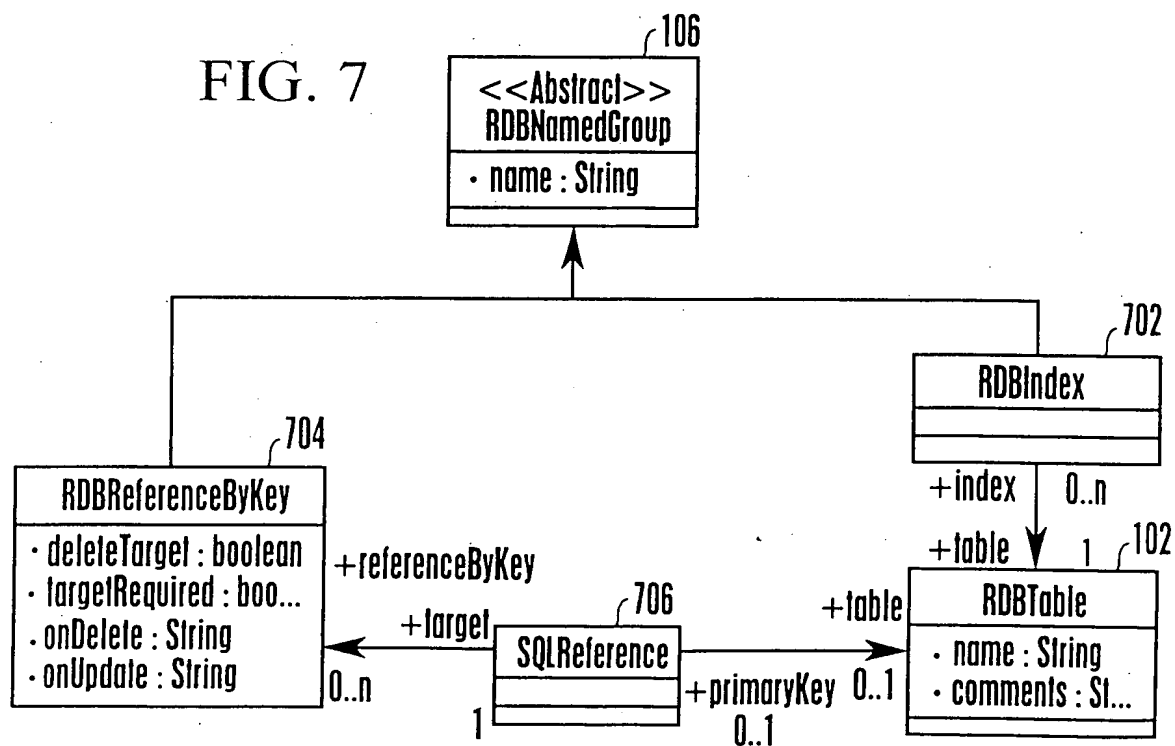 FIG. 7
106
<<Abstract>>
RDBNamedGroup
· name : String
702
RDBIndex
+index
0..n
+table
1
102
RDBTable
· name : String
· comments : St...
704
RDBReferenceByKey
· deleteTarget : boolean
· targetRequired : boo...
· onDelete : String
· onUpdate : String
+referenceByKey
0..n
+target
1
706
SQLReference
+primaryKey
0..1
+table
0..1